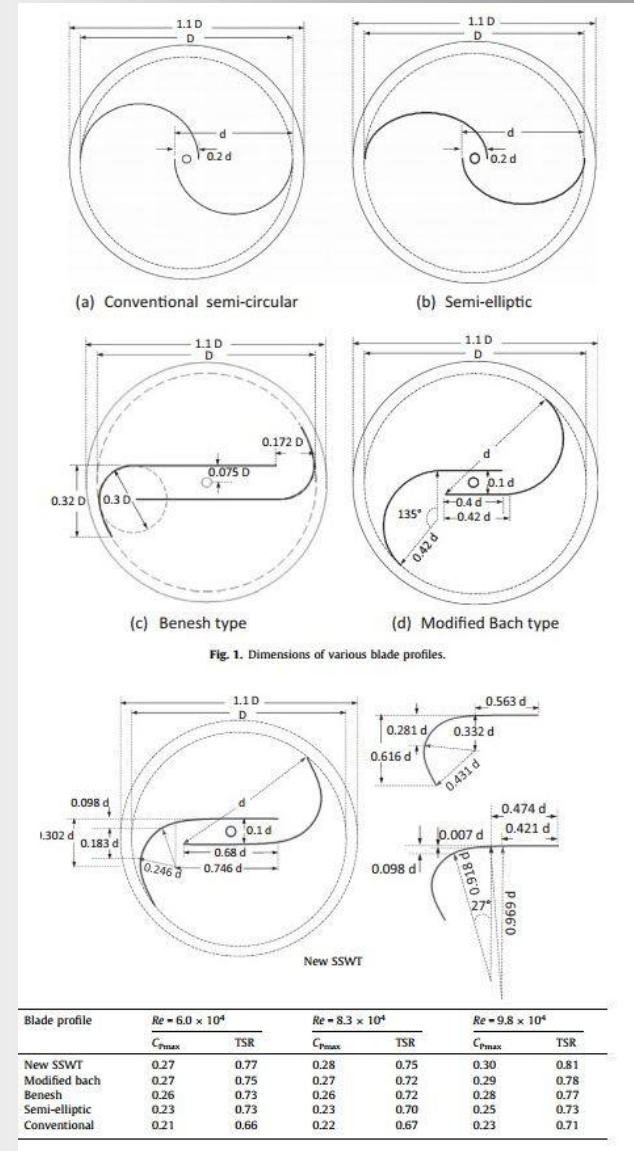 1.1 D
D
d
0.2 d
(a) Conventional semi-circular
1.1 D
D
d
0.2 d
(b) Semi-elliptic
1.1 D
D
0.172 D
0.075 D
0.32 D
0.3 D
(c) Benesh type
1.1 D
D
d
0.1 d
0.4 d
0.42 d
135°
0.42 d
(d) Modified Bach type
Fig. 1. Dimensions of various blade profiles.
1.1 D
D
d
0.098 d
.302 d
0.183 d
0.1 d
0.68 d
0.746 d
0.246 d
New SSWT
0.563 d
0.281 d
0.332 d
0.616 d
0.431 d
0.474 d
0.007 d
0.421 d
0.098 d
0.918 d
27°
0.999 d
Blade profile Re = 6.0 × 10⁴ Re = 8.3 × 10⁴ Re = 9.8 × 10⁴
CPmax TSR CPmax TSR CPmax TSR
New SSWT 0.27 0.77 0.28 0.75 0.30 0.81
Modified bach 0.27 0.75 0.27 0.72 0.29 0.78
Benesh 0.26 0.73 0.26 0.72 0.28 0.77
Semi-elliptic 0.23 0.73 0.23 0.70 0.25 0.73
Conventional 0.21 0.66 0.22 0.67 0.23 0.71